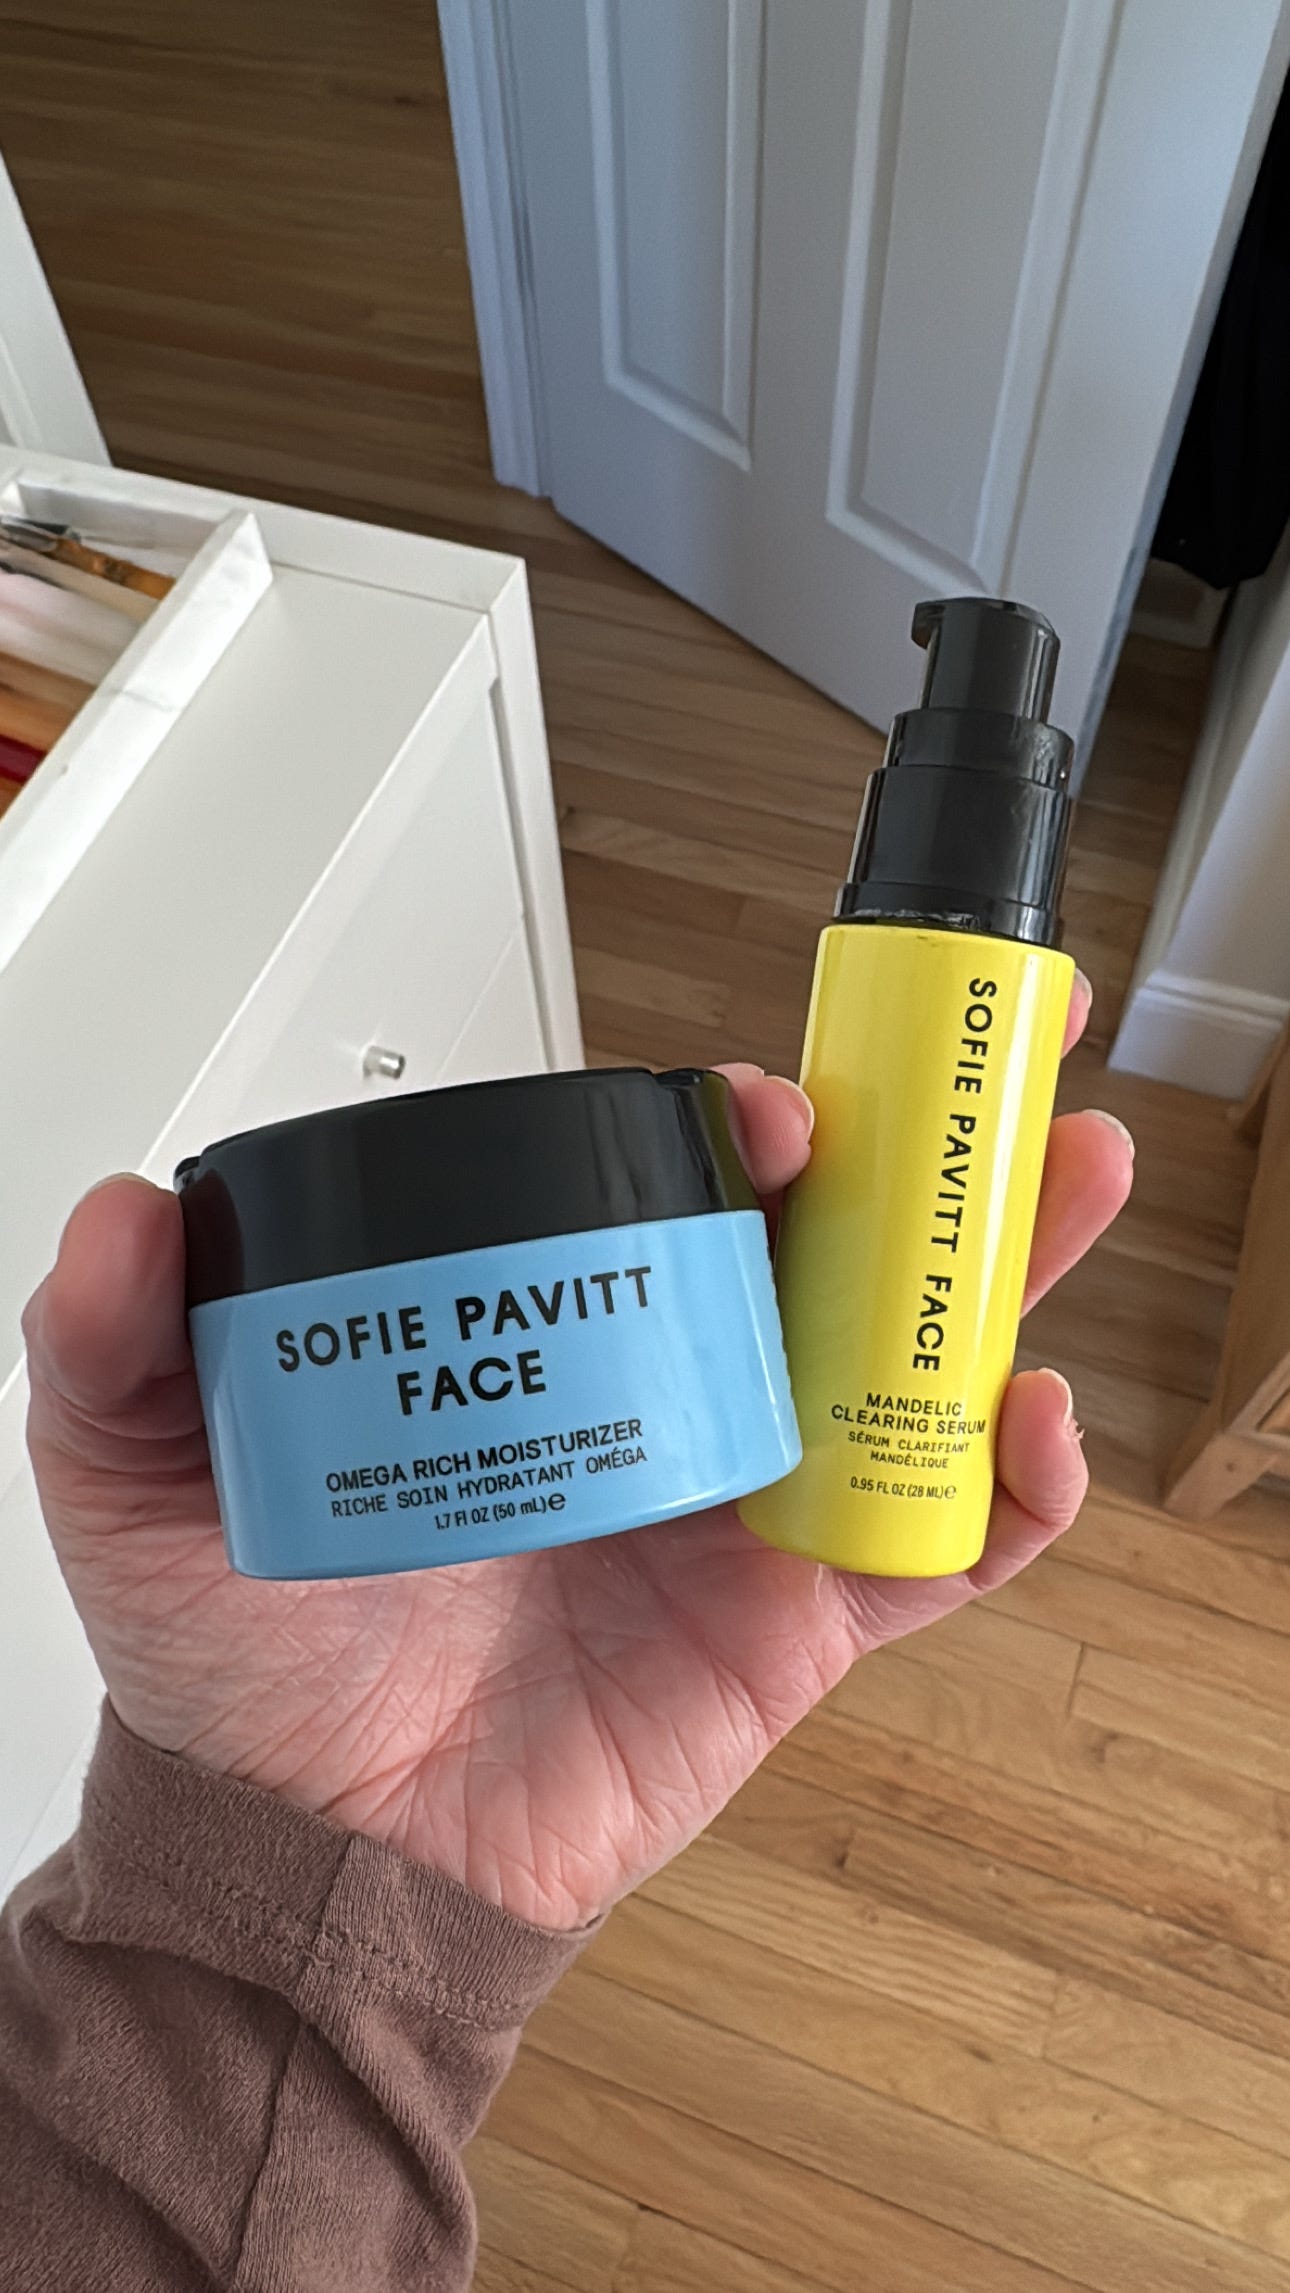 SOFIE PAVITT
FACE
OMEGA RICH MOISTURIZER
RICHE SOIN HYDRATANT OMÉGA
1.7 Fl OZ (50 mL)℮
SOFIE PAVITT FACE
MANDELIC
CLEARING SERUM
SÉRUM CLARIFIANT
MANDÉLIQUE
0.95 FL OZ (28 ML)℮